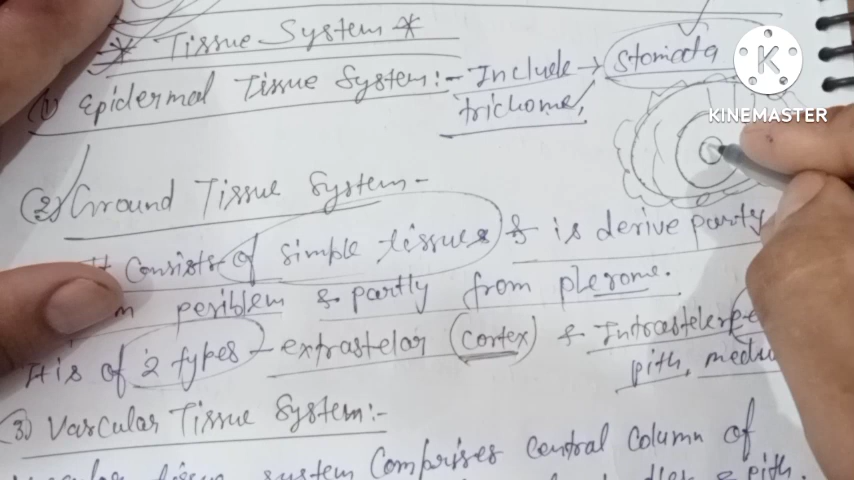 * Tissue System *
(1) Epidermal Tissue System:- Include → Stomata
trichome,
(2) Ground Tissue System -
It Consists of simple tissues & is derive partly
periblem & partly from plerome.
It is of 2 types - extrastelar (cortex) & Intrastelar
pith,
(3) Vascular Tissue System:-
tissue system Comprises central column of
& pith.
K
KINEMASTER